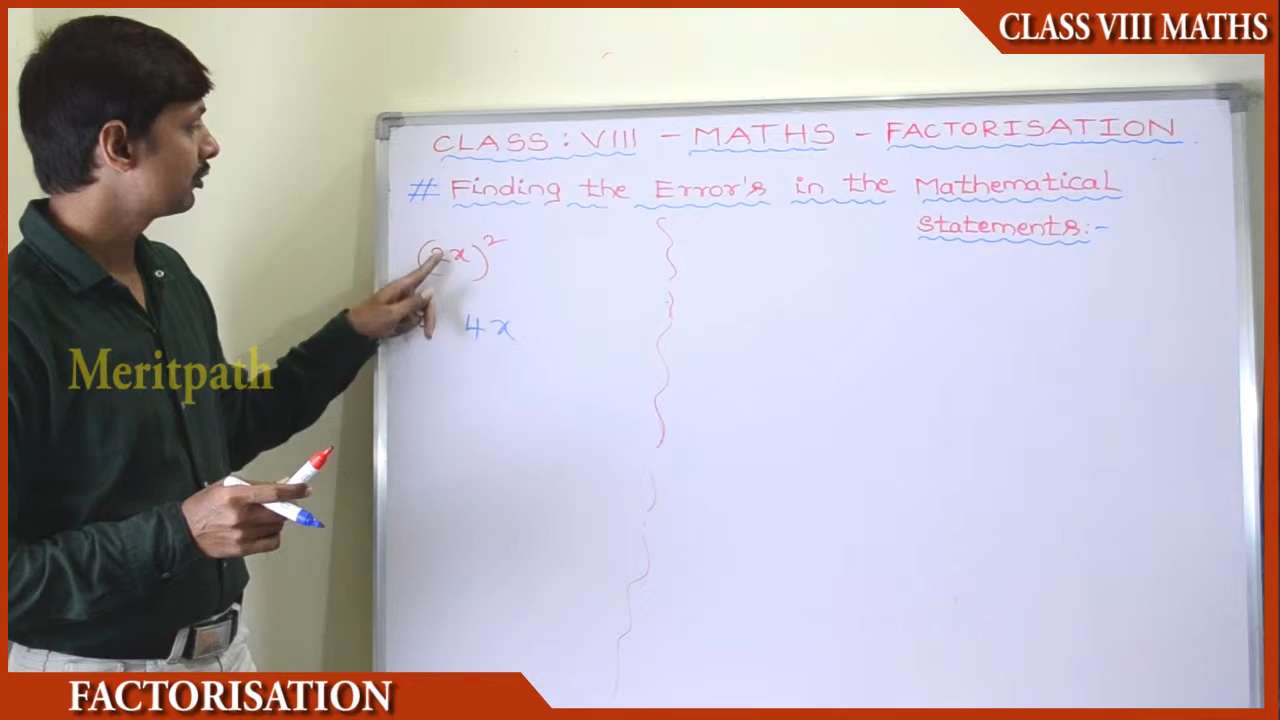 CLASS VIII MATHS
CLASS : VIII - MATHS - FACTORISATION
# Finding the Error's in the Mathematical
Statements:-
(2x)²
4x
Meritpath
FACTORISATION